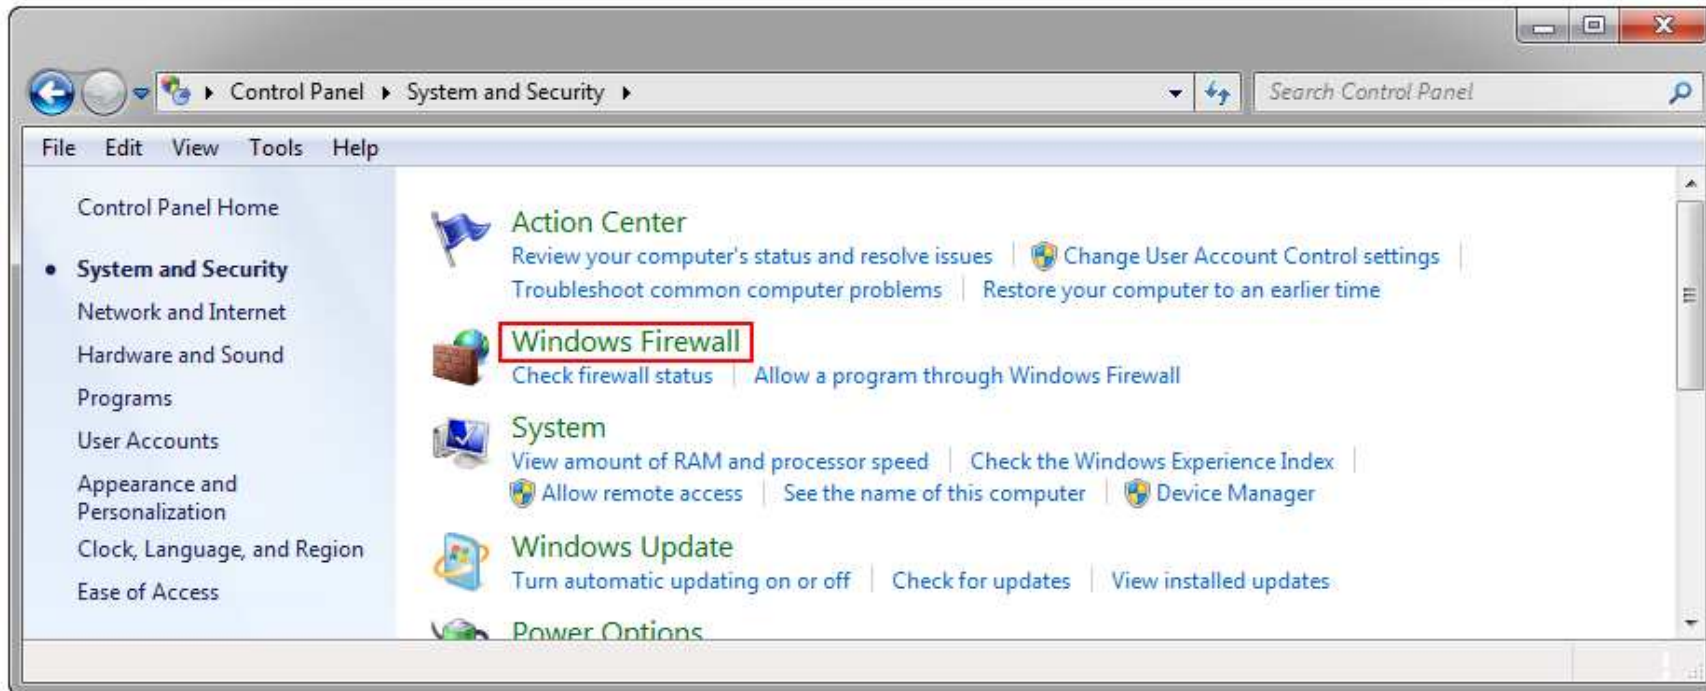 Control Panel System and Security Search Control Panel
File Edit View Tools Help
Control Panel Home
System and Security
Network and Internet
Hardware and Sound
Programs
User Accounts
Appearance and
Personalization
Clock, Language, and Region
Ease of Access
Action Center
Review your computer's status and resolve issues Change User Account Control settings
Troubleshoot common computer problems Restore your computer to an earlier time
Windows Firewall
Check firewall status Allow a program through Windows Firewall
System
View amount of RAM and processor speed Check the Windows Experience Index
Allow remote access See the name of this computer Device Manager
Windows Update
Turn automatic updating on or off Check for updates View installed updates
Power Options